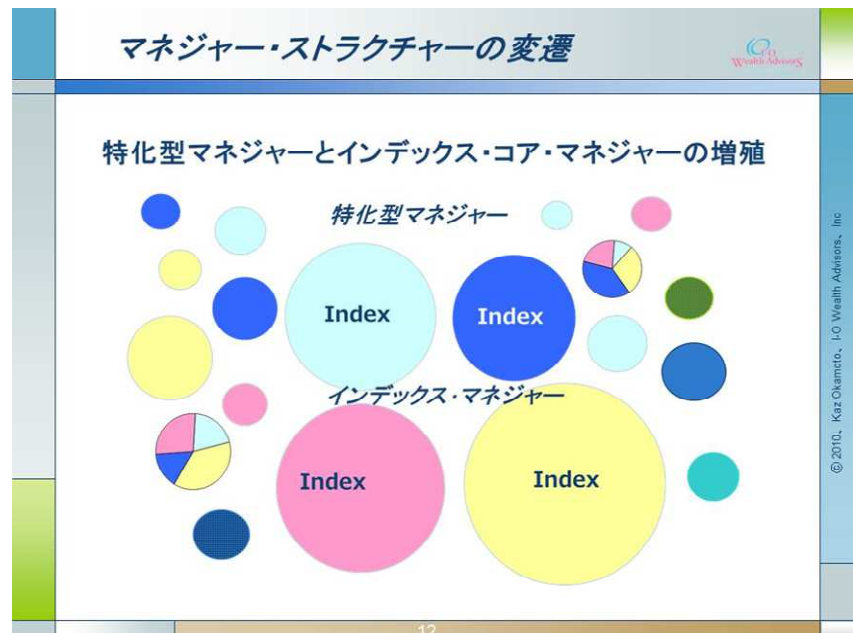 マネジャー・ストラクチャーの変遷
I-O
Wealth Advisors
特化型マネジャーとインデックス・コア・マネジャーの増殖
特化型マネジャー
Index
Index
インデックス・マネジャー
Index
Index
© 2010、Kaz Okamoto、I-O Wealth Advisors、Inc
12